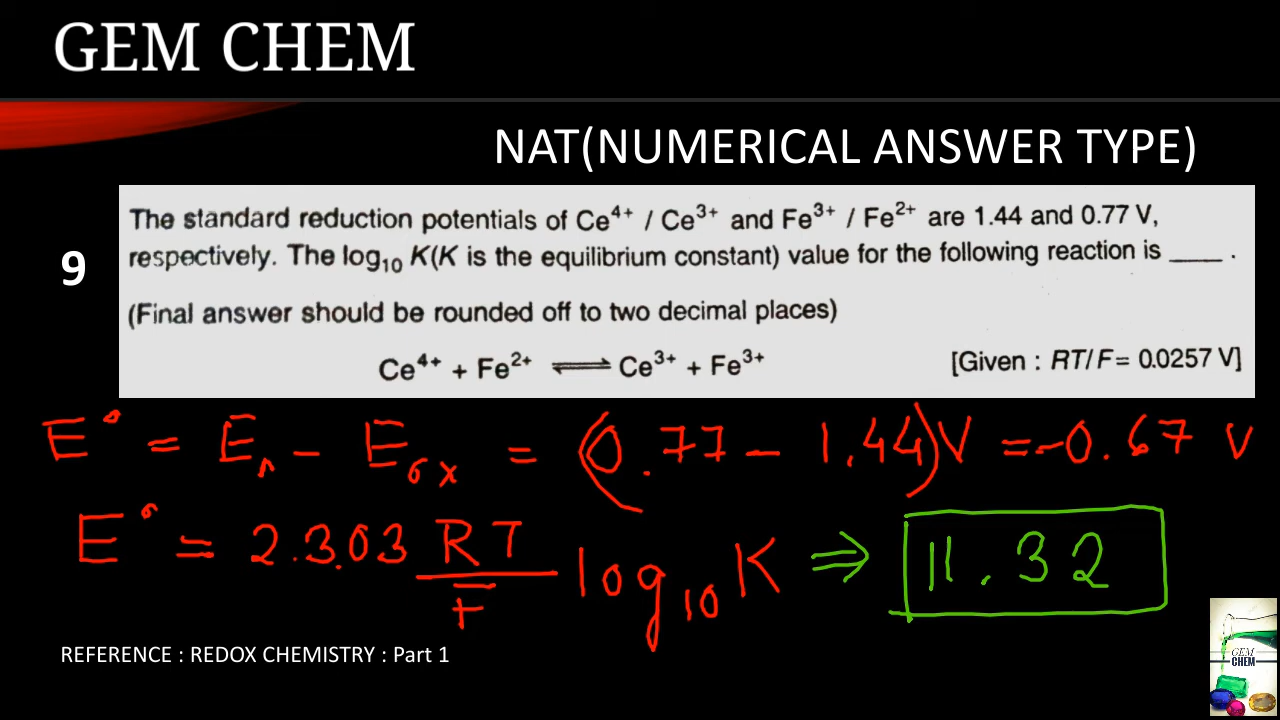 GEM CHEM
NAT(NUMERICAL ANSWER TYPE)
9
The standard reduction potentials of Ce⁴⁺ / Ce³⁺ and Fe³⁺ / Fe²⁺ are 1.44 and 0.77 V,
respectively. The log₁₀ K(K is the equilibrium constant) value for the following reaction is ____ .
(Final answer should be rounded off to two decimal places)
Ce⁴⁺ + Fe²⁺ ⇌ Ce³⁺ + Fe³⁺ [Given : RT/F = 0.0257 V]
E° = Eᵣ - Eₒₓ = (0.77 - 1.44)V = -0.67 V
E° = 2.303 RT/F log₁₀ K ⇒ 11.32
REFERENCE : REDOX CHEMISTRY : Part 1
GEM
CHEM